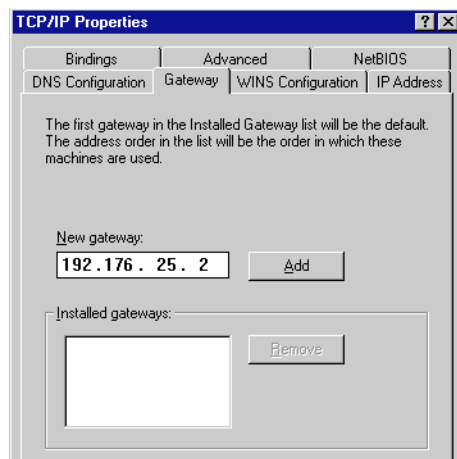 TCP/IP Properties
? X
Bindings Advanced NetBIOS
DNS Configuration Gateway WINS Configuration IP Address
The first gateway in the Installed Gateway list will be the default.
The address order in the list will be the order in which these
machines are used.
New gateway:
192.176. 25. 2 Add
Installed gateways:
Remove